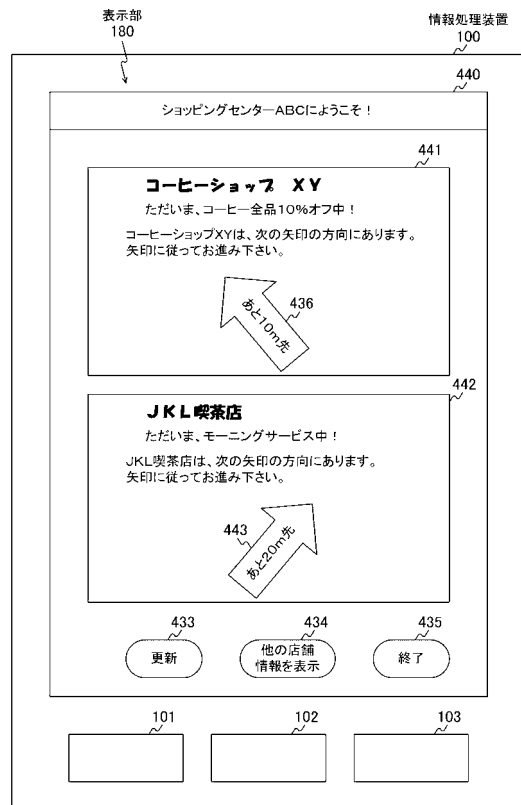 表示部
180
情報処理装置
100
440
ショッピングセンターABCにようこそ！
441
コーヒーショップ XY
ただいま、コーヒー全品10%オフ中！
コーヒーショップXYは、次の矢印の方向にあります。
矢印に従ってお進み下さい。
あと10m先
436
442
JKL喫茶店
ただいま、モーニングサービス中！
JKL喫茶店は、次の矢印の方向にあります。
矢印に従ってお進み下さい。
443
あと20m先
433
434
435
更新
他の店舗
情報を表示
終了
101
102
103